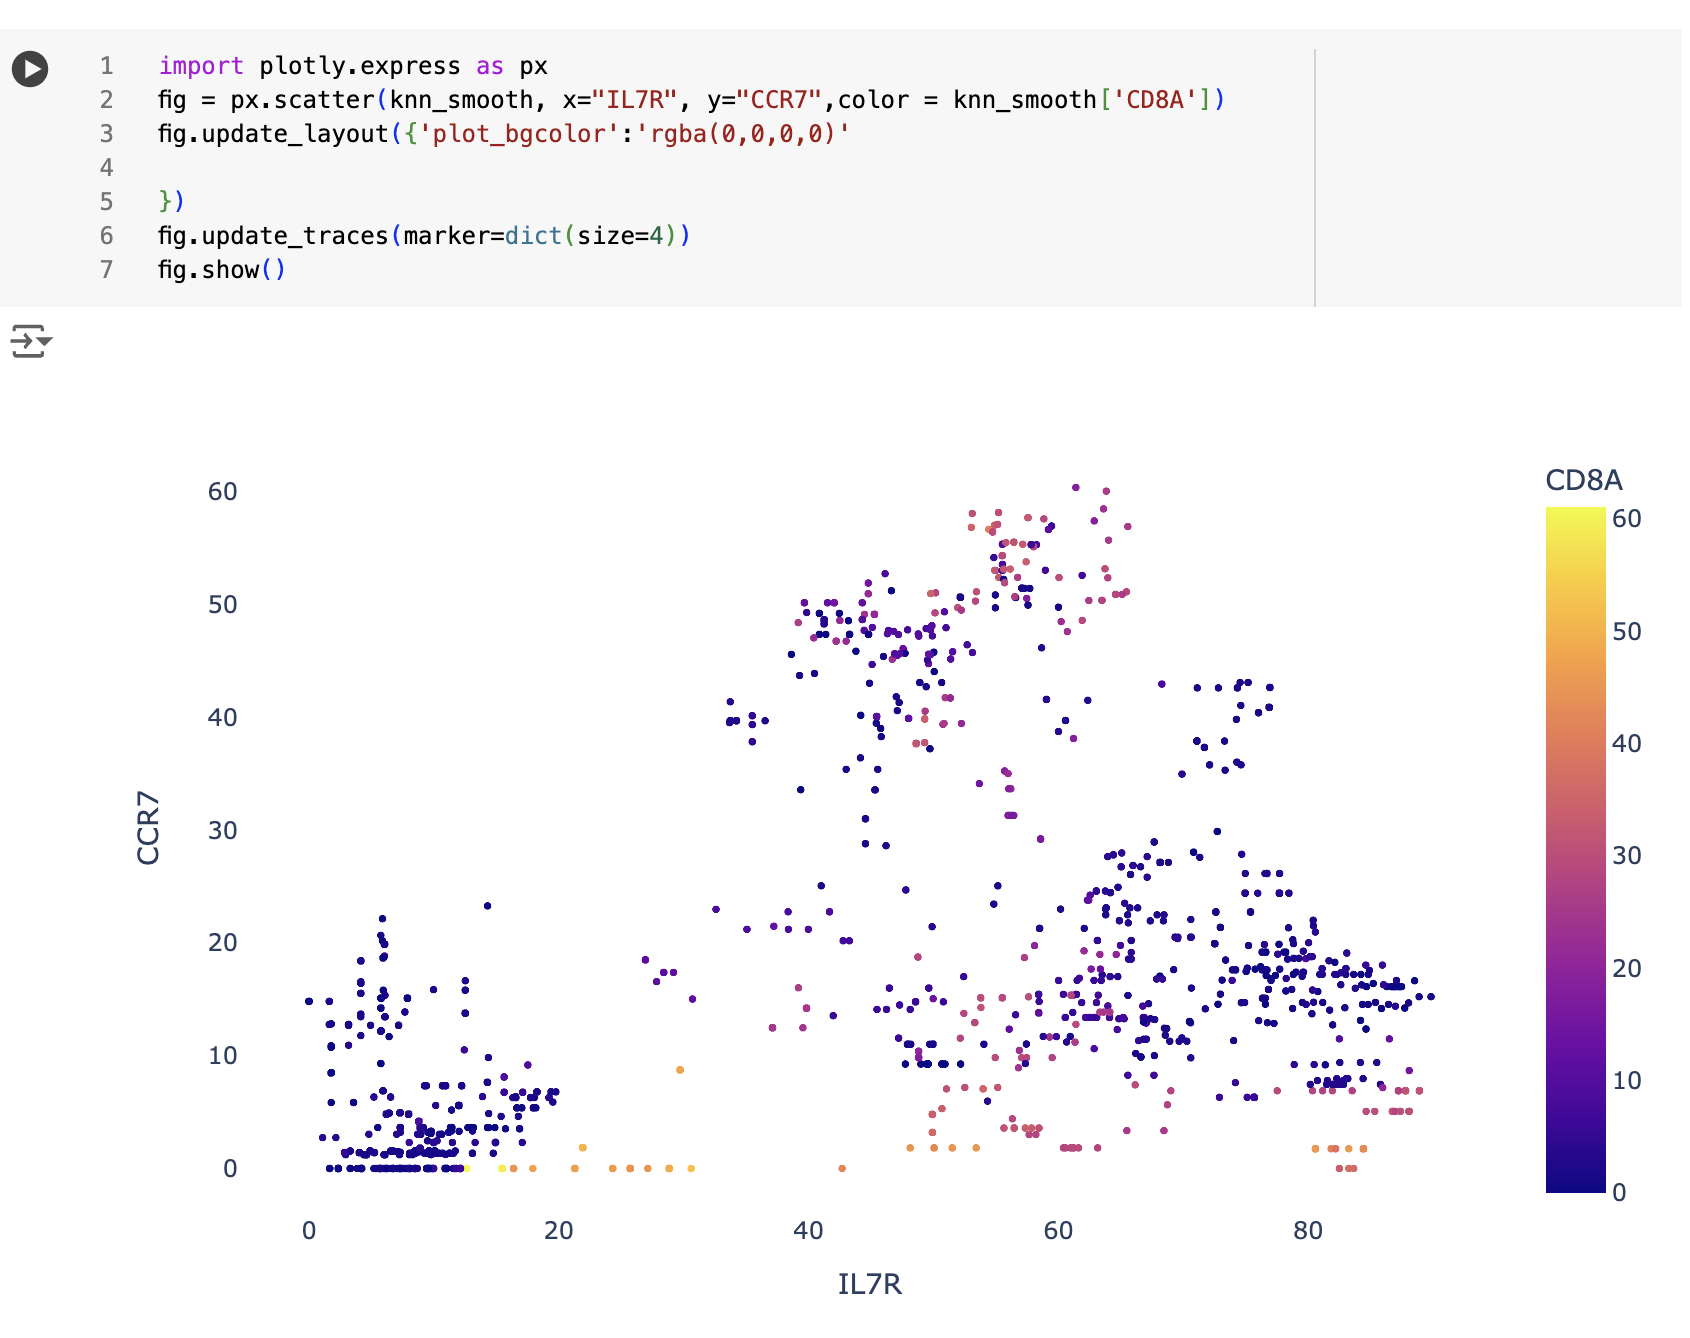 1 import plotly.express as px
2 fig = px.scatter(knn_smooth, x="IL7R", y="CCR7",color = knn_smooth['CD8A'])
3 fig.update_layout({'plot_bgcolor':'rgba(0,0,0,0)'
4
5 })
6 fig.update_traces(marker=dict(size=4))
7 fig.show()
CD8A
60
50
40
30
20
10
0
CCR7
60
50
40
30
20
10
0
0 20 40 60 80
IL7R